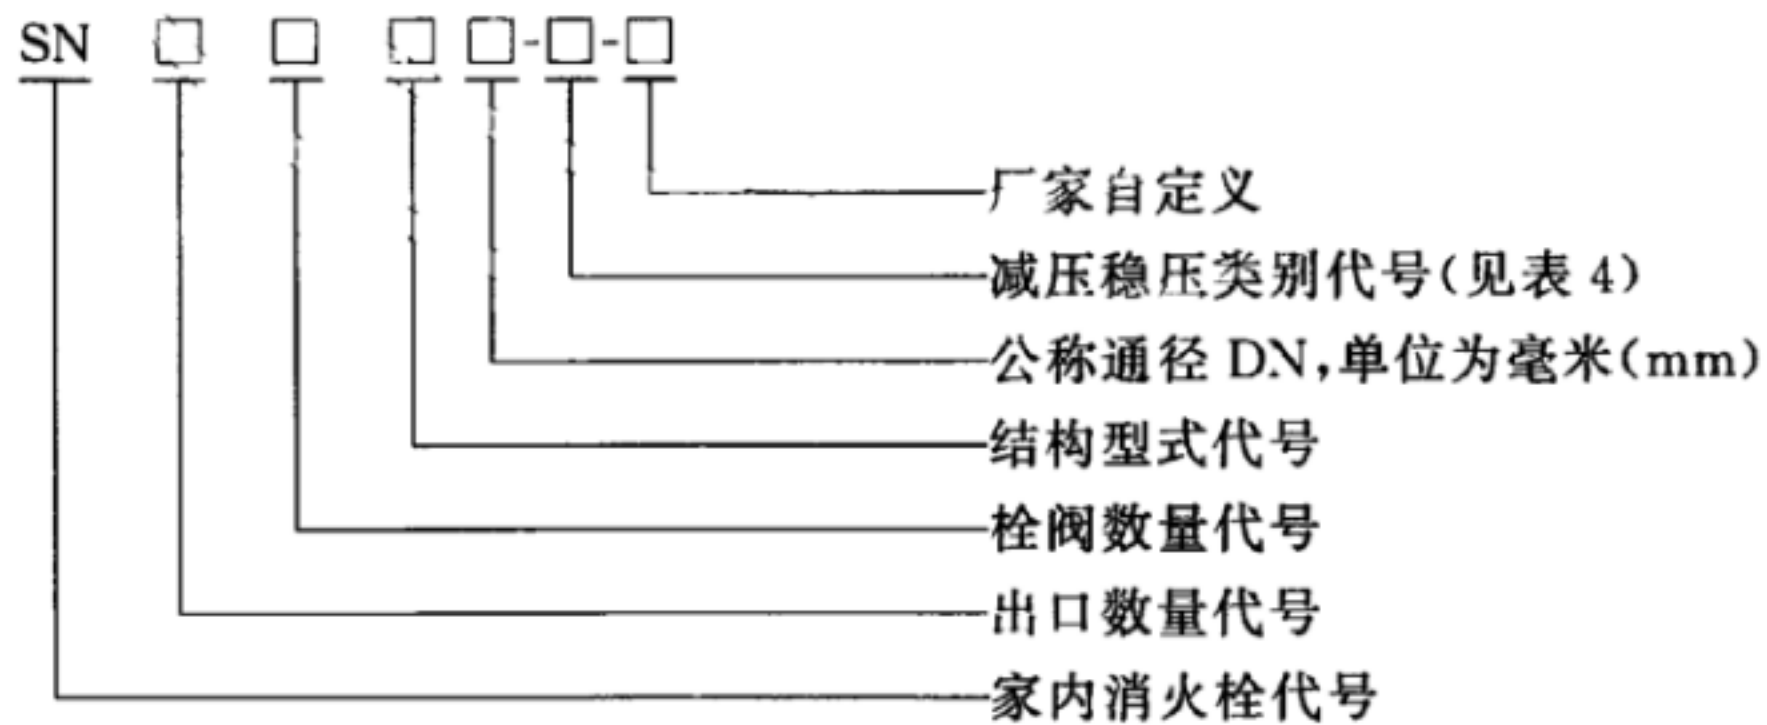 SN □ □ □ □-□-□
厂家自定义
减压稳压类别代号(见表 4)
公称通径 DN,单位为毫米(mm)
结构型式代号
栓阀数量代号
出口数量代号
家内消火栓代号